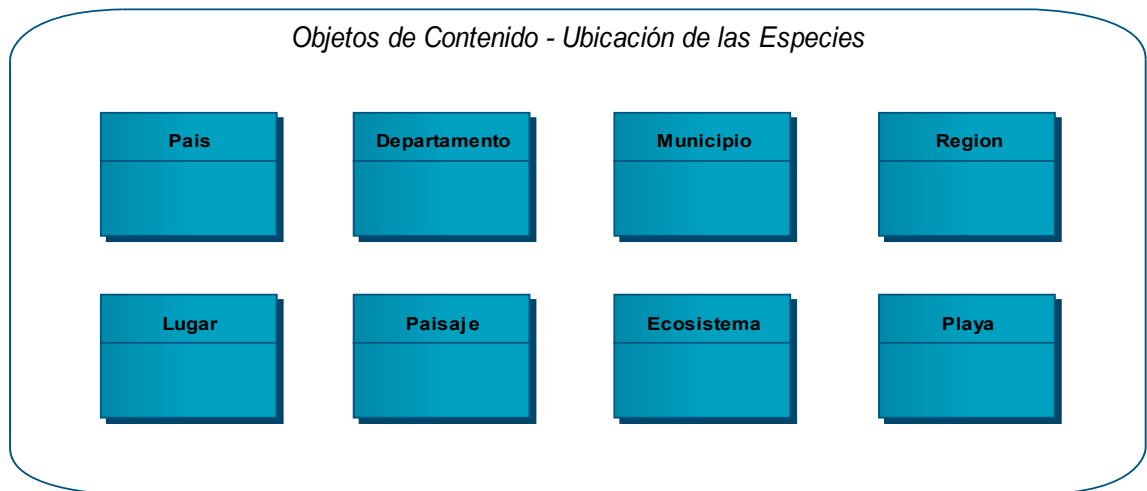 Objetos de Contenido - Ubicación de las Especies
Pais Departamento Municipio Region
Lugar Paisaje Ecosistema Playa